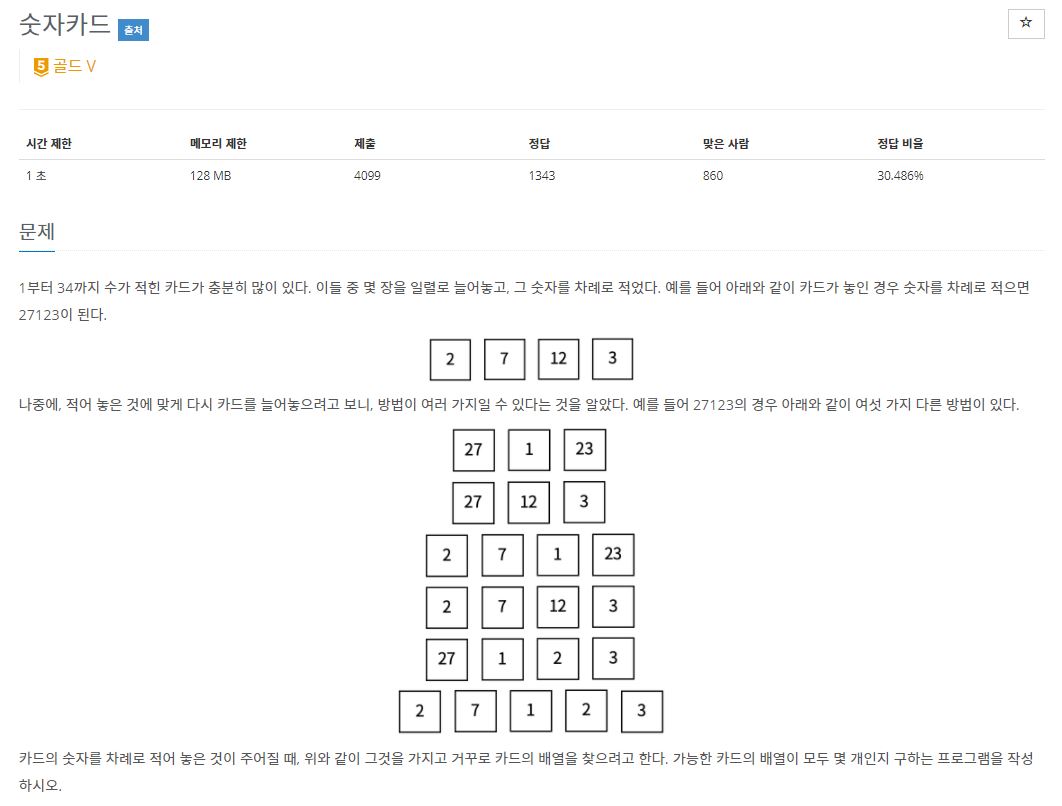 숫자카드 출처
☆
5 골드 V
시간 제한 메모리 제한 제출 정답 맞은 사람 정답 비율
1 초 128 MB 4099 1343 860 30.486%
문제
1부터 34까지 수가 적힌 카드가 충분히 많이 있다. 이들 중 몇 장을 일렬로 늘어놓고, 그 숫자를 차례로 적었다. 예를 들어 아래와 같이 카드가 놓인 경우 숫자를 차례로 적으면
27123이 된다.
2 7 12 3
나중에, 적어 놓은 것에 맞게 다시 카드를 늘어놓으려고 보니, 방법이 여러 가지일 수 있다는 것을 알았다. 예를 들어 27123의 경우 아래와 같이 여섯 가지 다른 방법이 있다.
27 1 23
27 12 3
2 7 1 23
2 7 12 3
27 1 2 3
2 7 1 2 3
카드의 숫자를 차례로 적어 놓은 것이 주어질 때, 위와 같이 그것을 가지고 거꾸로 카드의 배열을 찾으려고 한다. 가능한 카드의 배열이 모두 몇 개인지 구하는 프로그램을 작성
하시오.